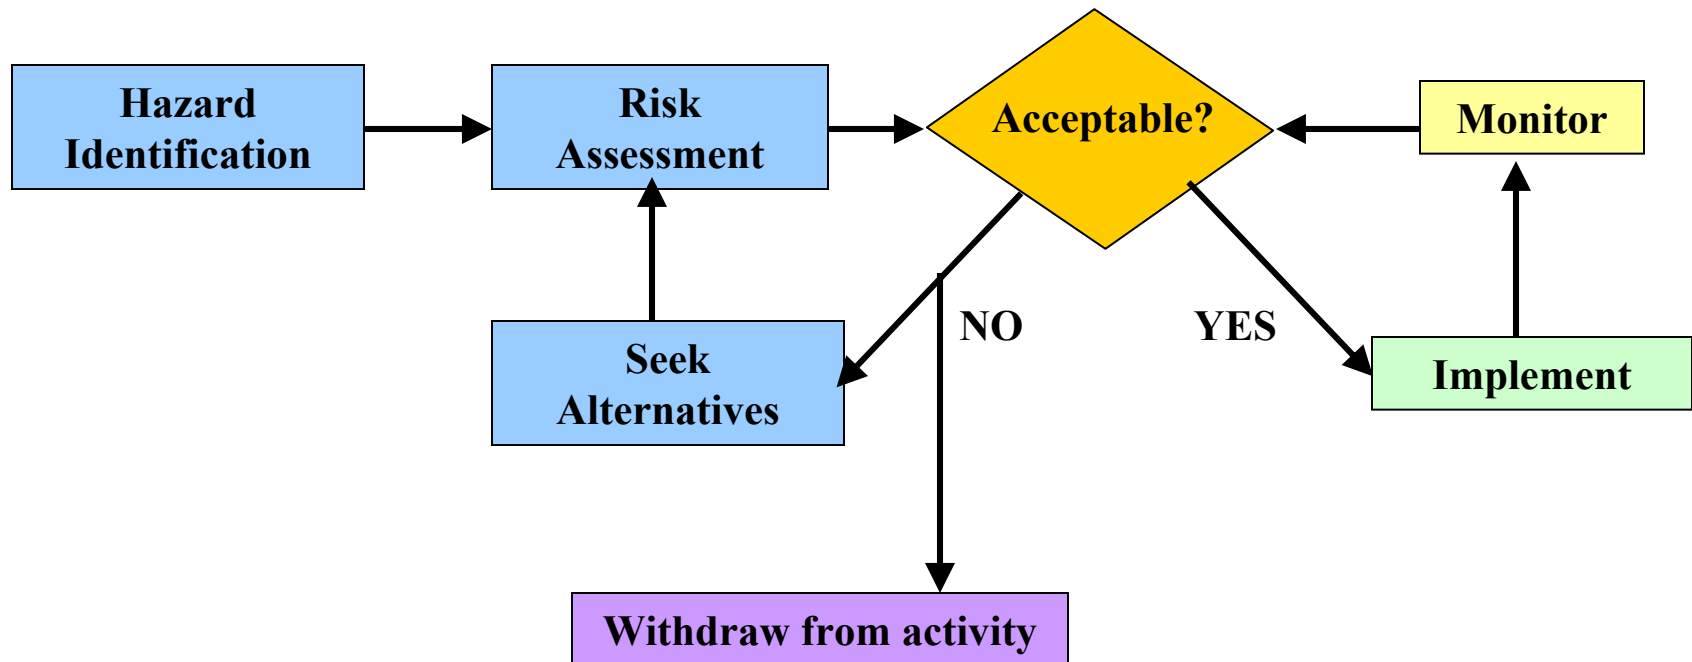 Hazard
Identification
Risk
Assessment
Acceptable?
Monitor
NO
YES
Seek
Alternatives
Implement
Withdraw from activity